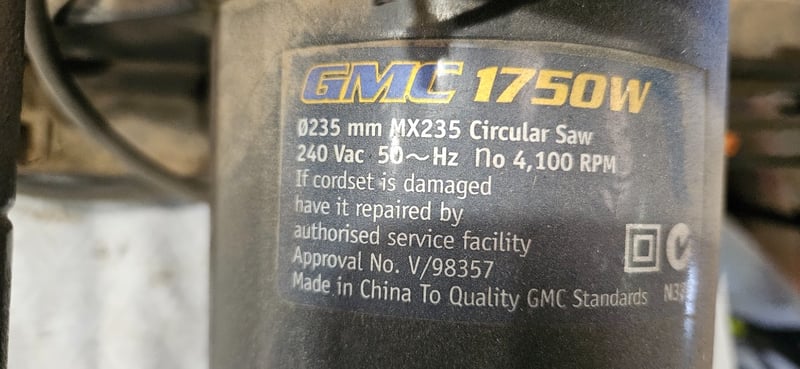 GMC 1750W
Ø235 mm MX235 Circular Saw
240 Vac 50~Hz no 4,100 RPM
If cordset is damaged
have it repaired by
authorised service facility
Approval No. V/98357
Made in China To Quality GMC Standards